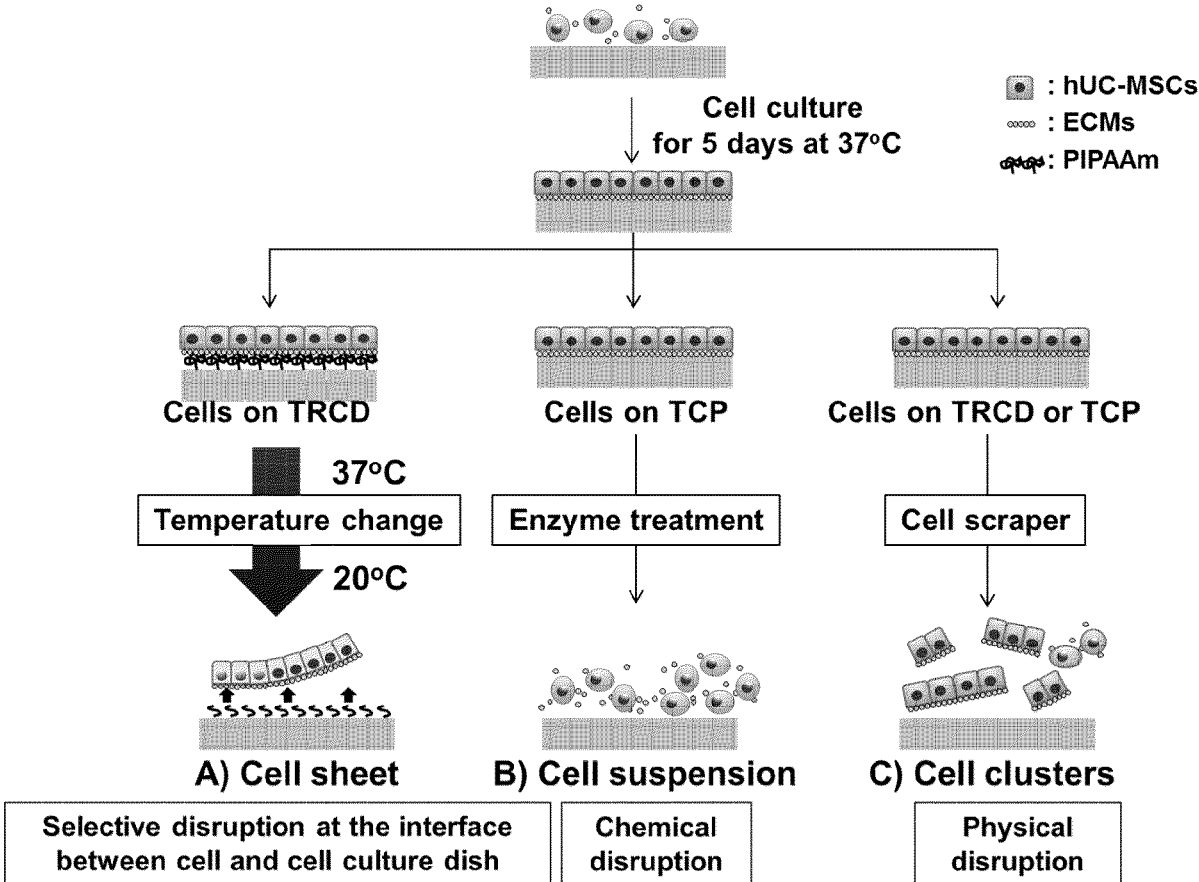 Cell culture
for 5 days at 37°C
: hUC-MSCs
: ECMs
: PIPAAm
Cells on TRCD
Cells on TCP
Cells on TRCD or TCP
37°C
Temperature change
Enzyme treatment
Cell scraper
20°C
A) Cell sheet
B) Cell suspension
C) Cell clusters
Selective disruption at the interface
between cell and cell culture dish
Chemical
disruption
Physical
disruption